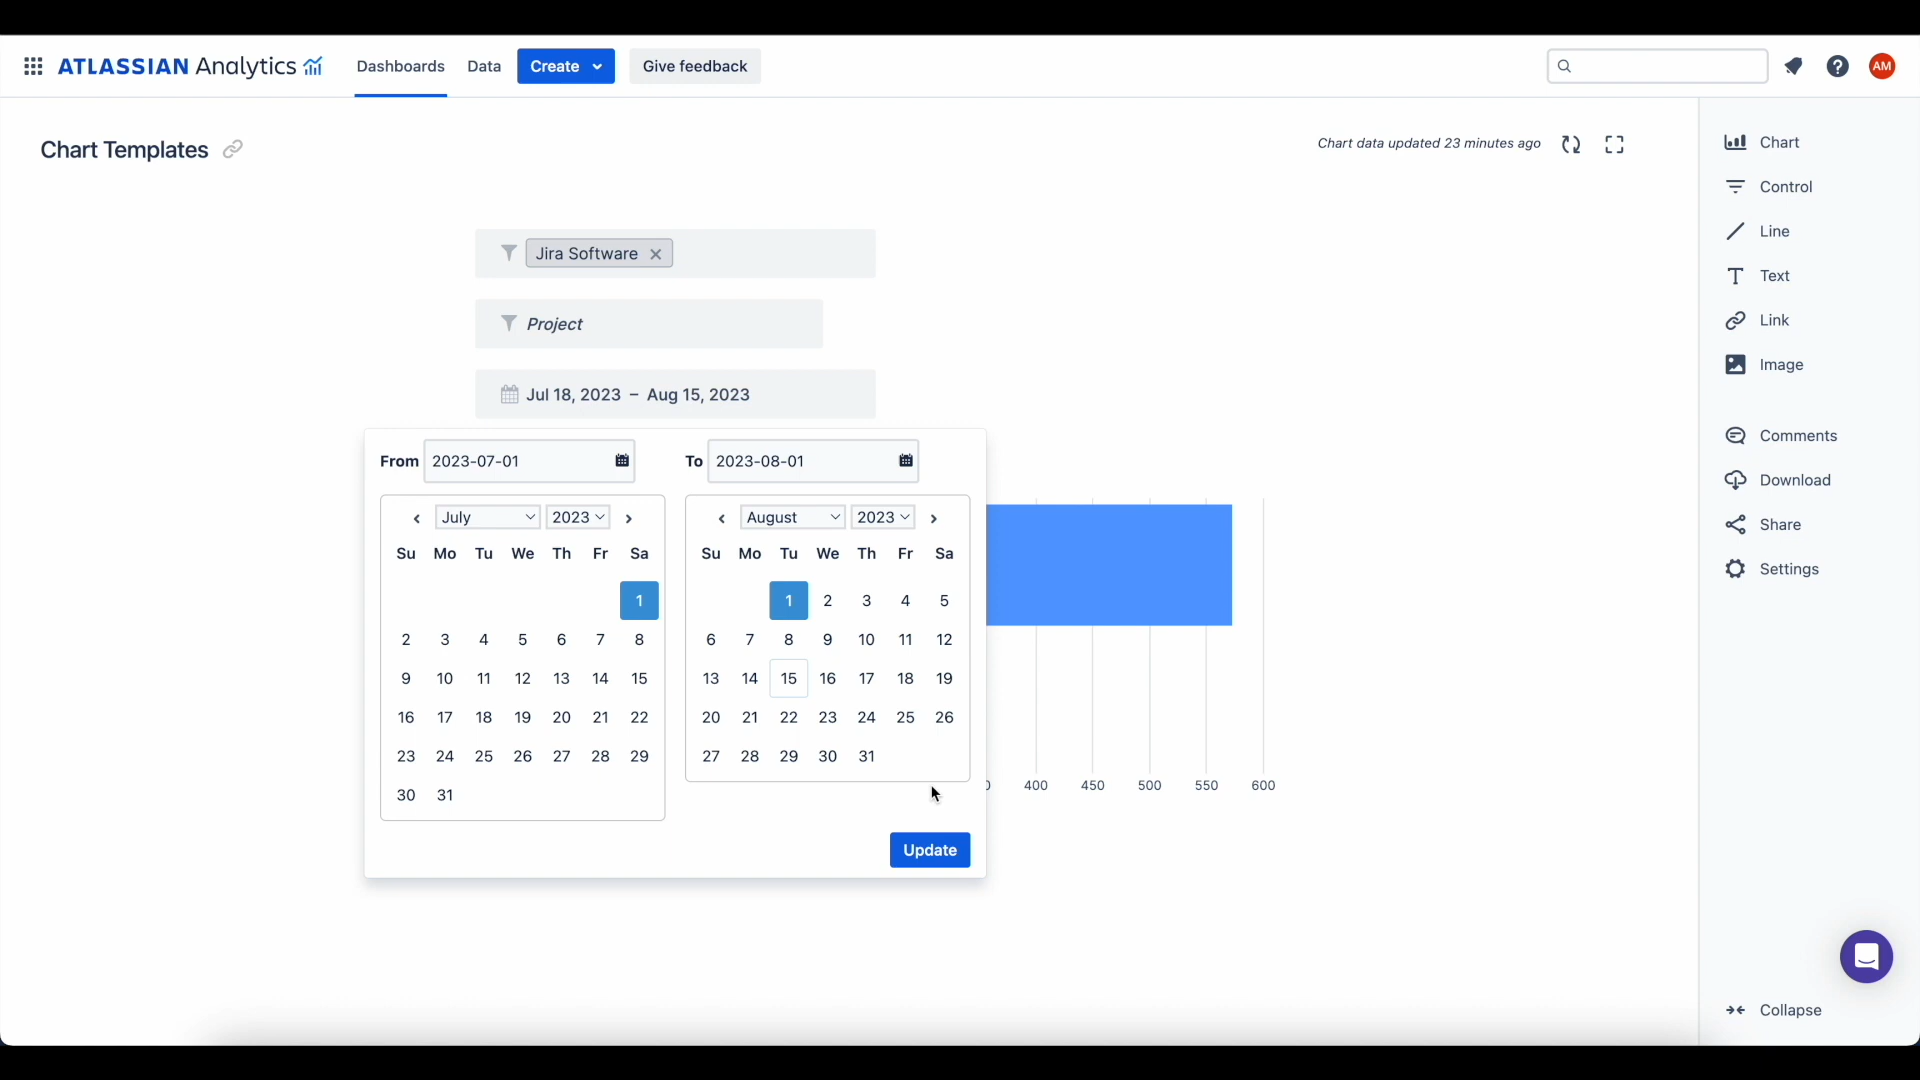 ATLASSIAN Analytics Dashboards Data Create Give feedback AM
Chart Templates
Chart data updated 23 minutes ago
Jira Software
Project
Jul 18, 2023 – Aug 15, 2023
From 2023-07-01 To 2023-08-01
July 2023 August 2023
Su Mo Tu We Th Fr Sa Su Mo Tu We Th Fr Sa
1 1 2 3 4 5
2 3 4 5 6 7 8 6 7 8 9 10 11 12
9 10 11 12 13 14 15 13 14 15 16 17 18 19
16 17 18 19 20 21 22 20 21 22 23 24 25 26
23 24 25 26 27 28 29 27 28 29 30 31
30 31
400 450 500 550 600
Update
Chart
Control
Line
Text
Link
Image
Comments
Download
Share
Settings
Collapse